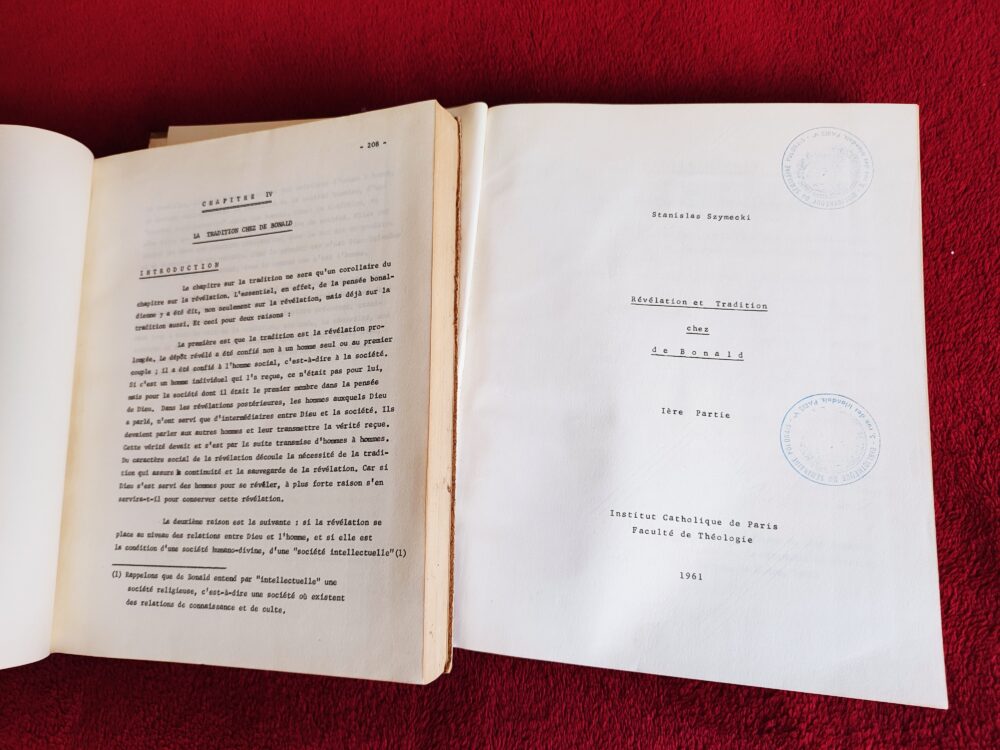 - 208 -
CHAPITRE IV
LA TRADITION CHEZ DE BONALD
INTRODUCTION
Le chapitre sur la tradition ne sera qu'un corollaire du
chapitre sur la révélation. L'essentiel, en effet, de la pensée bonal-
dienne y a été dit, non seulement sur la révélation, mais déjà sur la
tradition aussi. Et ceci pour deux raisons :
La première est que la tradition est la révélation pro-
longée. Le dépôt révélé a été confié non à un homme seul ou au premier
couple ; il a été confié à l'homme social, c'est-à-dire à la société.
Si c'est un homme individuel qui l'a reçue, ce n'était pas pour lui,
mais pour la société dont il était le premier membre dans la pensée
de Dieu. Dans les révélations postérieures, les hommes auxquels Dieu
a parlé, n'ont servi que d'intermédiaires entre Dieu et la société. Ils
devaient parler aux autres hommes et leur transmettre la vérité reçue.
Cette vérité devait et s'est par la suite transmise d'hommes à hommes.
Du caractère social de la révélation découle la nécessité de la tradi-
tion qui assure la continuité et la sauvegarde de la révélation. Car si
Dieu s'est servi des hommes pour se révéler, à plus forte raison s'en
servira-t-il pour conserver cette révélation.
La deuxième raison est la suivante : si la révélation se
place au niveau des relations entre Dieu et l'homme, et si elle est
la condition d'une société humano-divine, d'une "société intellectuelle"(1)
(1) Rappelons que de Bonald entend par "intellectuelle" une
société religieuse, c'est-à-dire une société où existent
des relations de connaissance et de culte.
Stanislas Szymecki
Révélation et Tradition
chez
de Bonald
Ière Partie
Institut Catholique de Paris
Faculté de Théologie
1961